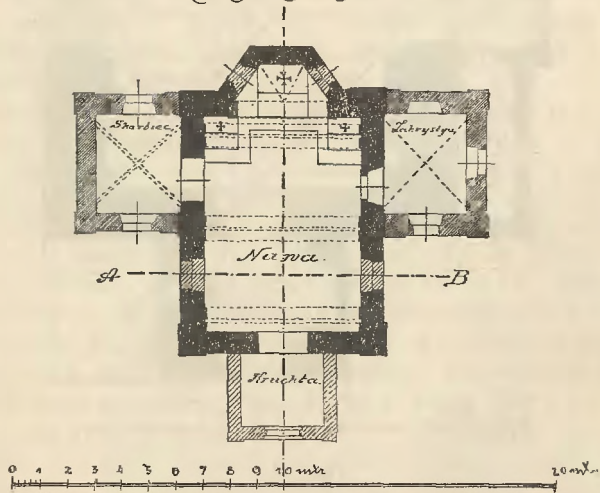 Skarbiec.
Zakrystya
Nawa.
A B
Kruchta.
0 1 2 3 4 5 6 7 8 9 10 mtr 20 mtr